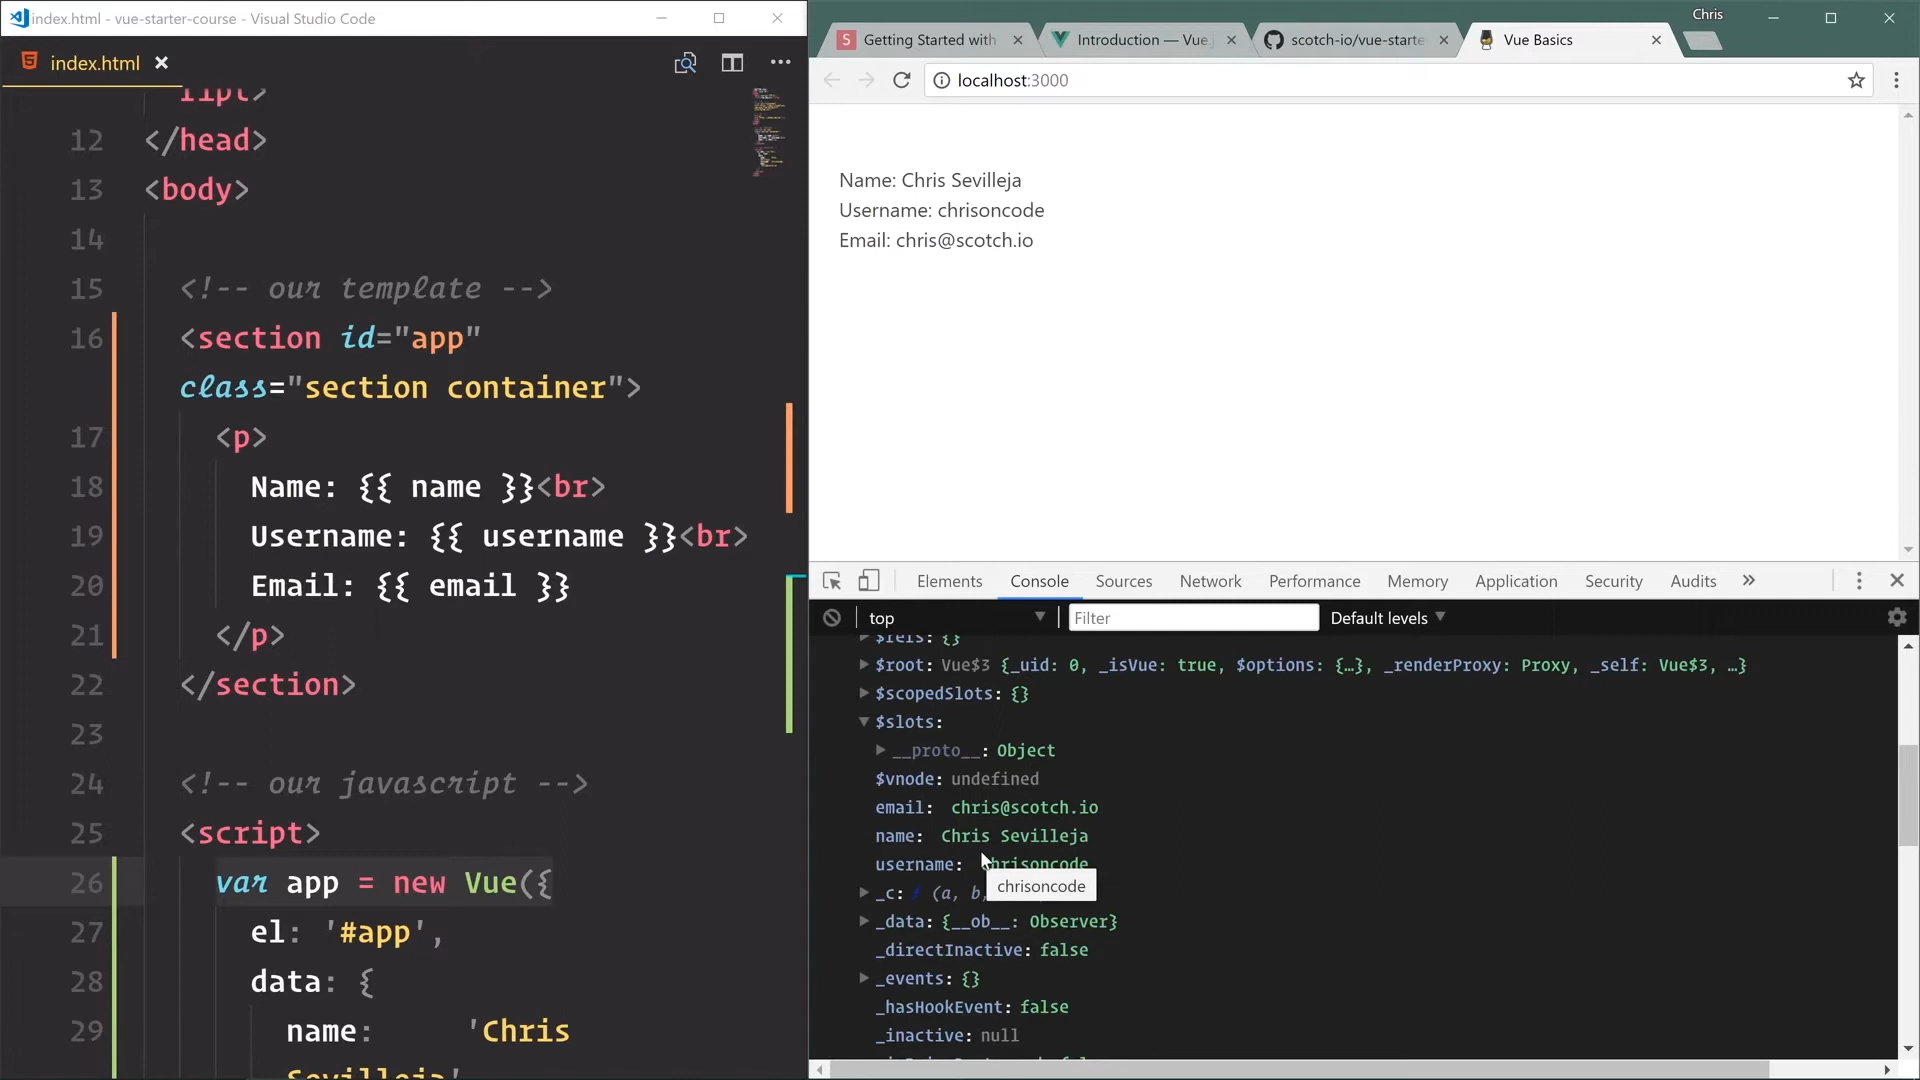 index.html - vue-starter-course - Visual Studio Code
index.html
12 </head>
13 <body>
14
15 <!-- our template -->
16 <section id="app"
class="section container">
17 <p>
18 Name: {{ name }}<br>
19 Username: {{ username }}<br>
20 Email: {{ email }}
21 </p>
22 </section>
23
24 <!-- our javascript -->
25 <script>
26 var app = new Vue({
27 el: '#app',
28 data: {
29 name: 'Chris
Sevilleja'
Chris
Getting Started with
Introduction — Vue.j
scotch-io/vue-starte
Vue Basics
localhost:3000
Name: Chris Sevilleja
Username: chrisoncode
Email: chris@scotch.io
Elements Console Sources Network Performance Memory Application Security Audits »
top Filter Default levels
$refs: {}
$root: Vue$3 {_uid: 0, _isVue: true, $options: {…}, _renderProxy: Proxy, _self: Vue$3, …}
$scopedSlots: {}
$slots:
__proto__: Object
$vnode: undefined
email: chris@scotch.io
name: Chris Sevilleja
username: chrisoncode
chrisoncode
_c: ƒ (a, b,
_data: {__ob__: Observer}
_directInactive: false
_events: {}
_hasHookEvent: false
_inactive: null